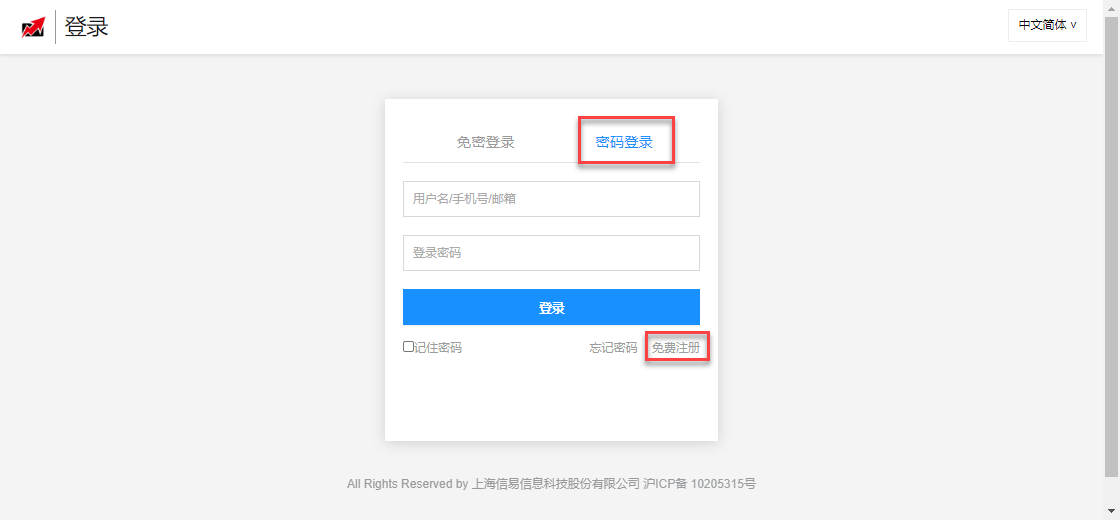 登录
中文简体 ∨
免密登录 密码登录
用户名/手机号/邮箱
登录密码
登录
记住密码 忘记密码 免费注册
All Rights Reserved by 上海信易信息科技股份有限公司 沪ICP备 10205315号